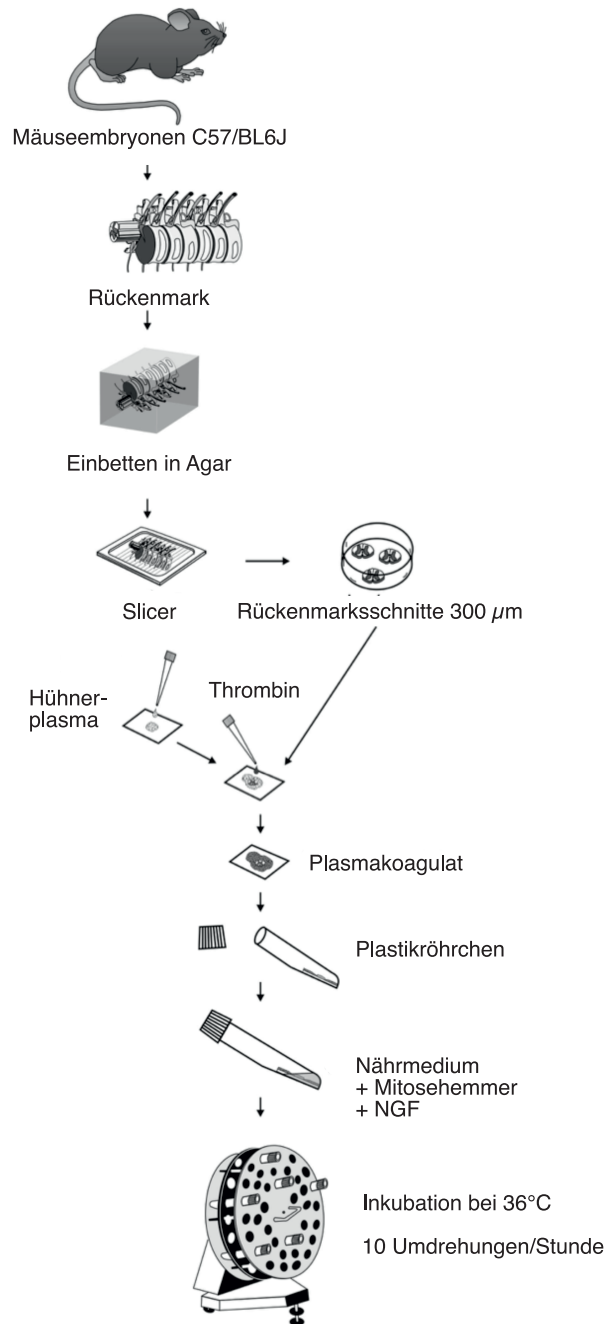 Mäuseembryonen C57/BL6J
Rückenmark
Einbetten in Agar
Slicer
Rückenmarksschnitte 300 µm
Hühner-
plasma
Thrombin
Plasmakoagulat
Plastikröhrchen
Nährmedium
+ Mitosehemmer
+ NGF
Inkubation bei 36°C
10 Umdrehungen/Stunde